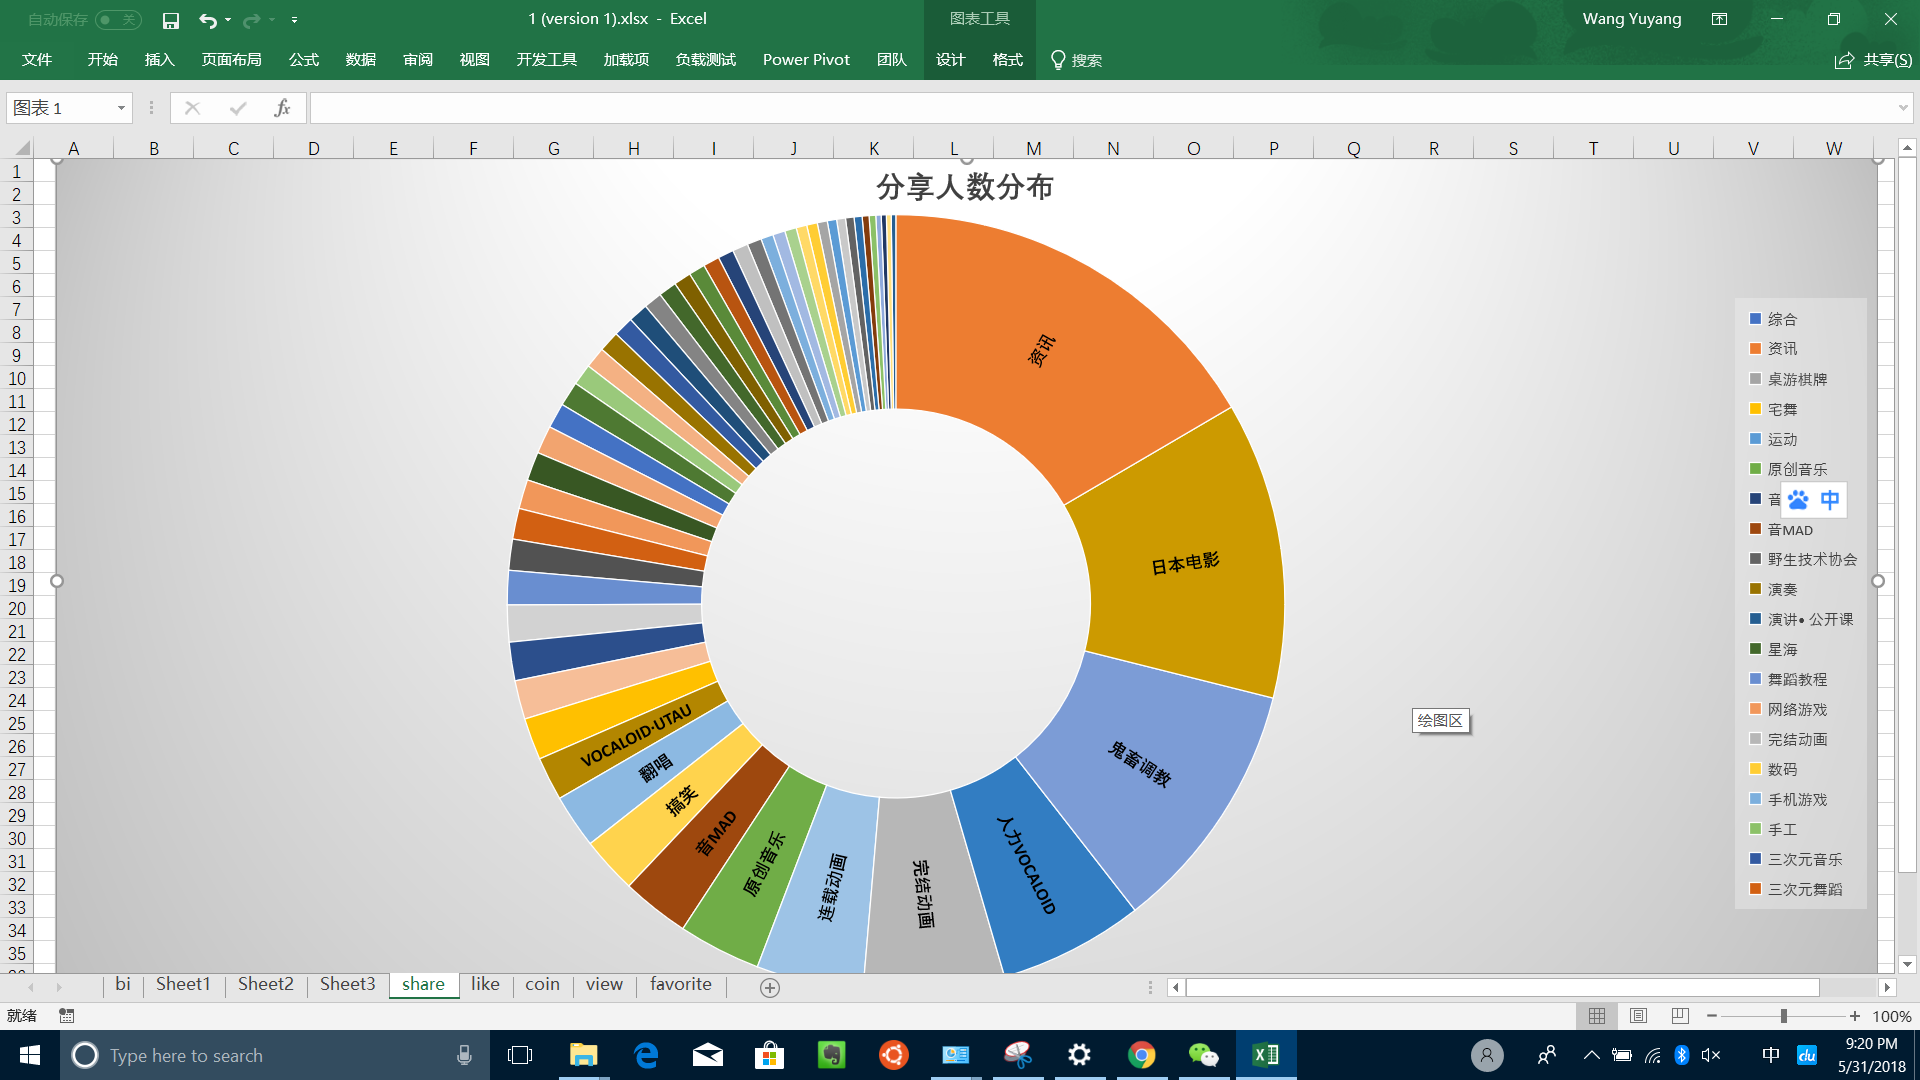 自动保存 关
1 (version 1).xlsx - Excel
图表工具
Wang Yuyang
文件 开始 插入 页面布局 公式 数据 审阅 视图 开发工具 加载项 负载测试 Power Pivot 团队 设计 格式 搜索 共享(S)
图表 1
fx
A B C D E F G H I J K L M N O P Q R S T U V W
1
2
3
4
5
6
7
8
9
10
11
12
13
14
15
16
17
18
19
20
21
22
23
24
25
26
27
28
29
30
31
32
33
34
35
分享人数分布
资讯
日本电影
鬼畜调教
人力VOCALOID
完结动画
连载动画
原创音乐
音MAD
搞笑
翻唱
VOCALOID·UTAU
绘图区
综合
资讯
桌游棋牌
宅舞
运动
原创音乐
音
中
音MAD
野生技术协会
演奏
演讲• 公开课
星海
舞蹈教程
网络游戏
完结动画
数码
手机游戏
手工
三次元音乐
三次元舞蹈
bi Sheet1 Sheet2 Sheet3 share like coin view favorite
就绪
100%
Type here to search
中
du
9:20 PM
5/31/2018